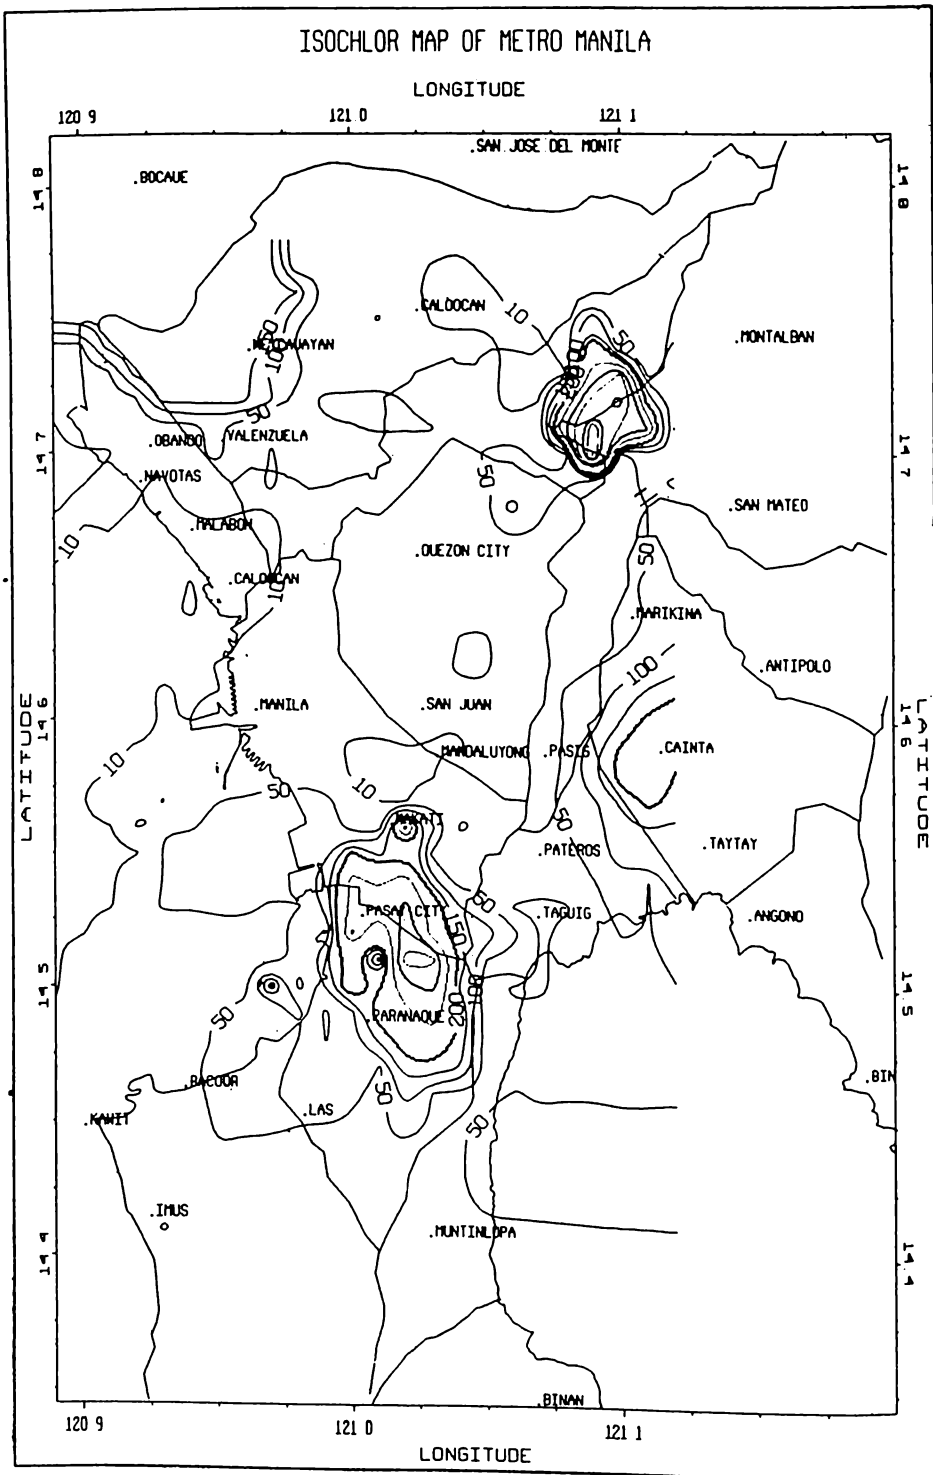 ISOCHLOR MAP OF METRO MANILA
LONGITUDE
120 9
121 0
121 1
.SAN JOSE DEL MONTE
14 8
.BOCAUE
14 8
.CALOOCAN
10
50
.MONTALBAN
50
10
50
.OBANDO
.VALENZUELA
14 7
14 7
.NAVOTAS
50
.SAN MATEO
.MALABON
10
.QUEZON CITY
50
.CALOOCAN
10
.MARIKINA
100
.ANTIPOLO
LATITUDE
14 6
.MANILA
.SAN JUAN
14 6
LATITUDE
.MANDALUYONG
.PASIG
.CAINTA
10
50
10
.MAKATI
50
.PATEROS
.TAYTAY
.PASAY CITY
150
.TAGUIG
.ANGONO
14 5
100
14 5
50
.PARANAQUE
200
.BACOOR
50
.BIN
.KAWIT
.LAS
50
.IMUS
.MUNTINLOPA
14 4
14.4
.BINAN
120 9
121 0
121 1
LONGITUDE